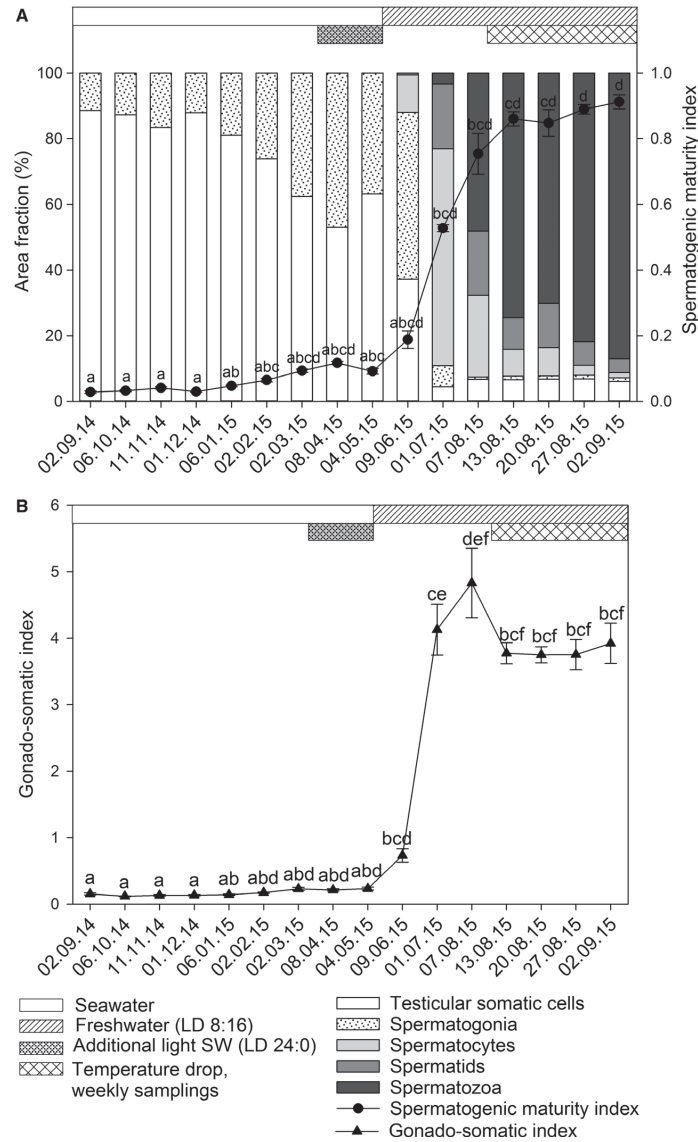 A
Area fraction (%)
100
80
60
40
20
0
Spermatogenic maturity index
1.0
0.8
0.6
0.4
0.2
0.0
a
a
a
a
ab
abc
abcd
abcd
abc
abcd
bcd
bcd
cd
cd
d
d
02.09.14
06.10.14
11.11.14
01.12.14
06.01.15
02.02.15
02.03.15
08.04.15
04.05.15
09.06.15
01.07.15
07.08.15
13.08.15
20.08.15
27.08.15
02.09.15
B
Gonado-somatic index
6
5
4
3
2
1
0
a
a
a
a
ab
abd
abd
abd
abd
bcd
ce
def
bcf
bcf
bcf
bcf
02.09.14
06.10.14
11.11.14
01.12.14
06.01.15
02.02.15
02.03.15
08.04.15
04.05.15
09.06.15
01.07.15
07.08.15
13.08.15
20.08.15
27.08.15
02.09.15
Seawater
Freshwater (LD 8:16)
Additional light SW (LD 24:0)
Temperature drop,
weekly samplings
Testicular somatic cells
Spermatogonia
Spermatocytes
Spermatids
Spermatozoa
Spermatogenic maturity index
Gonado-somatic index